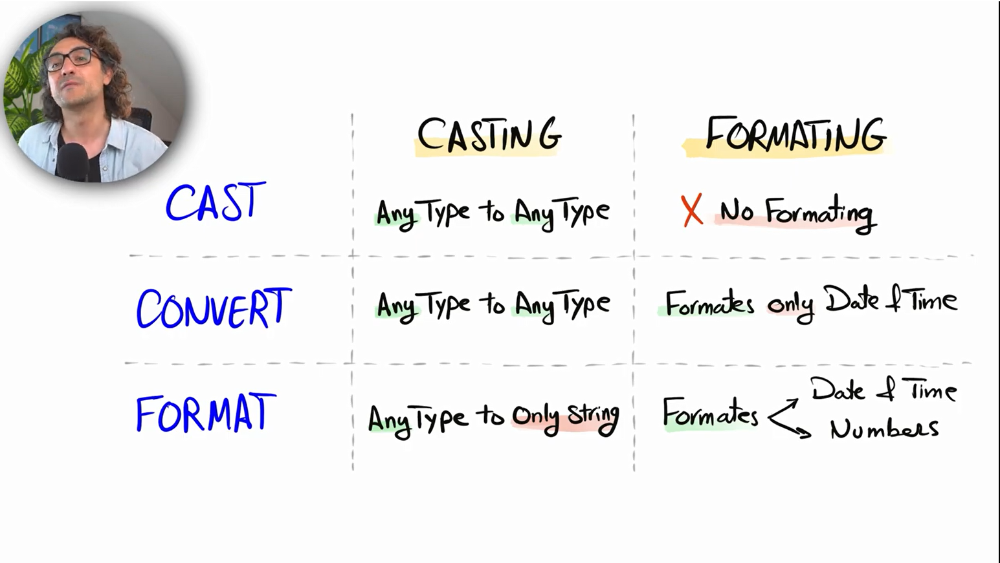 CASTING FORMATING
CAST Any Type to Any Type X No Formating
CONVERT Any Type to Any Type Formates only Date & Time
FORMAT Any Type to Only String Formates Date & Time
Numbers